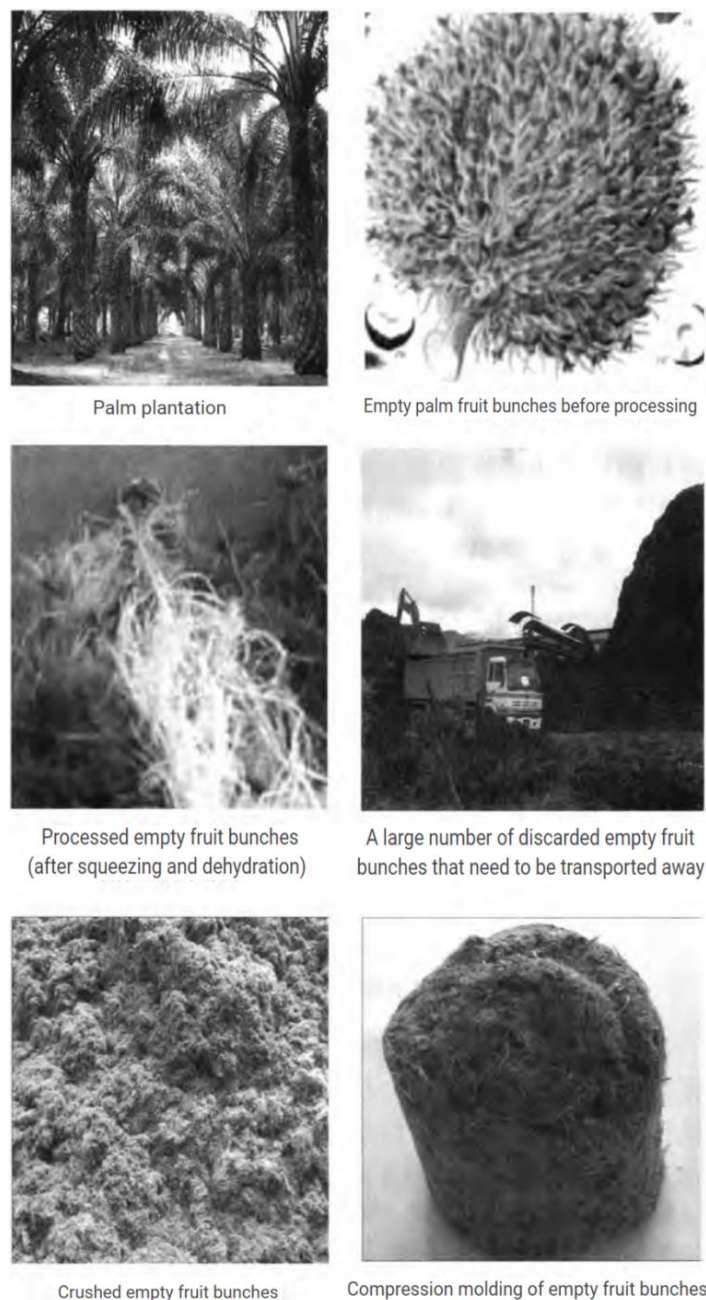 Palm plantation
Empty palm fruit bunches before processing
Processed empty fruit bunches
(after squeezing and dehydration)
A large number of discarded empty fruit
bunches that need to be transported away
Crushed empty fruit bunches
Compression molding of empty fruit bunches